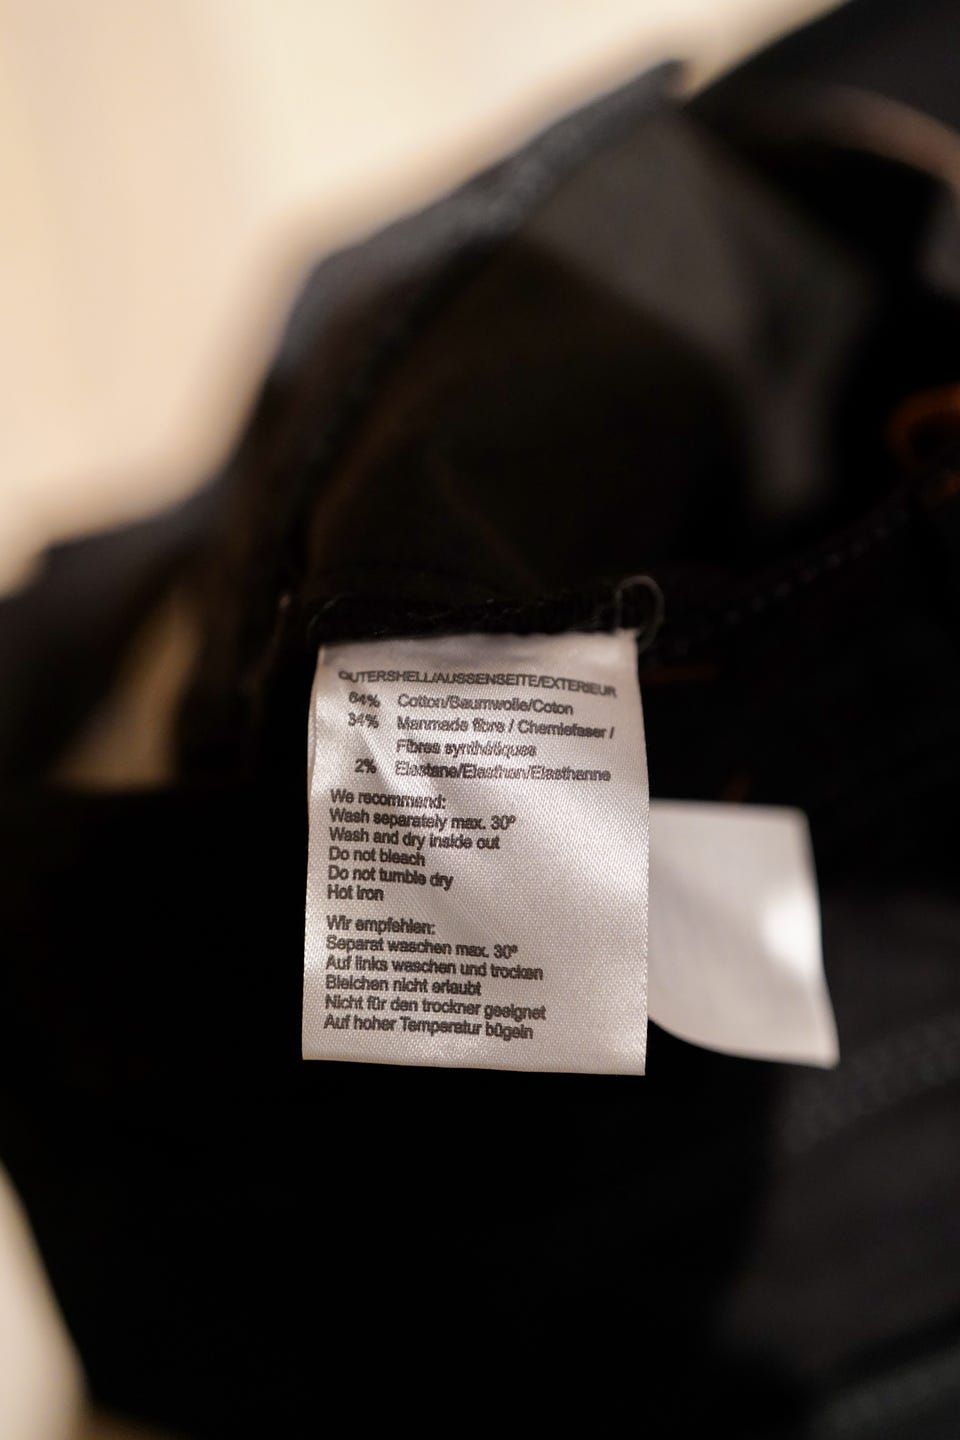 OUTERSHELL/AUSSENSEITE/EXTERIEUR
64% Cotton/Baumwolle/Coton
34% Manmade fibre / Chemiefaser /
Fibres synthétiques
2% Elastane/Elasthan/Elasthanne
We recommend:
Wash separately max. 30º
Wash and dry inside out
Do not bleach
Do not tumble dry
Hot iron
Wir empfehlen:
Separat waschen max. 30º
Auf links waschen und trocken
Bleichen nicht erlaubt
Nicht für den trockner geeignet
Auf hoher Temperatur bügeln